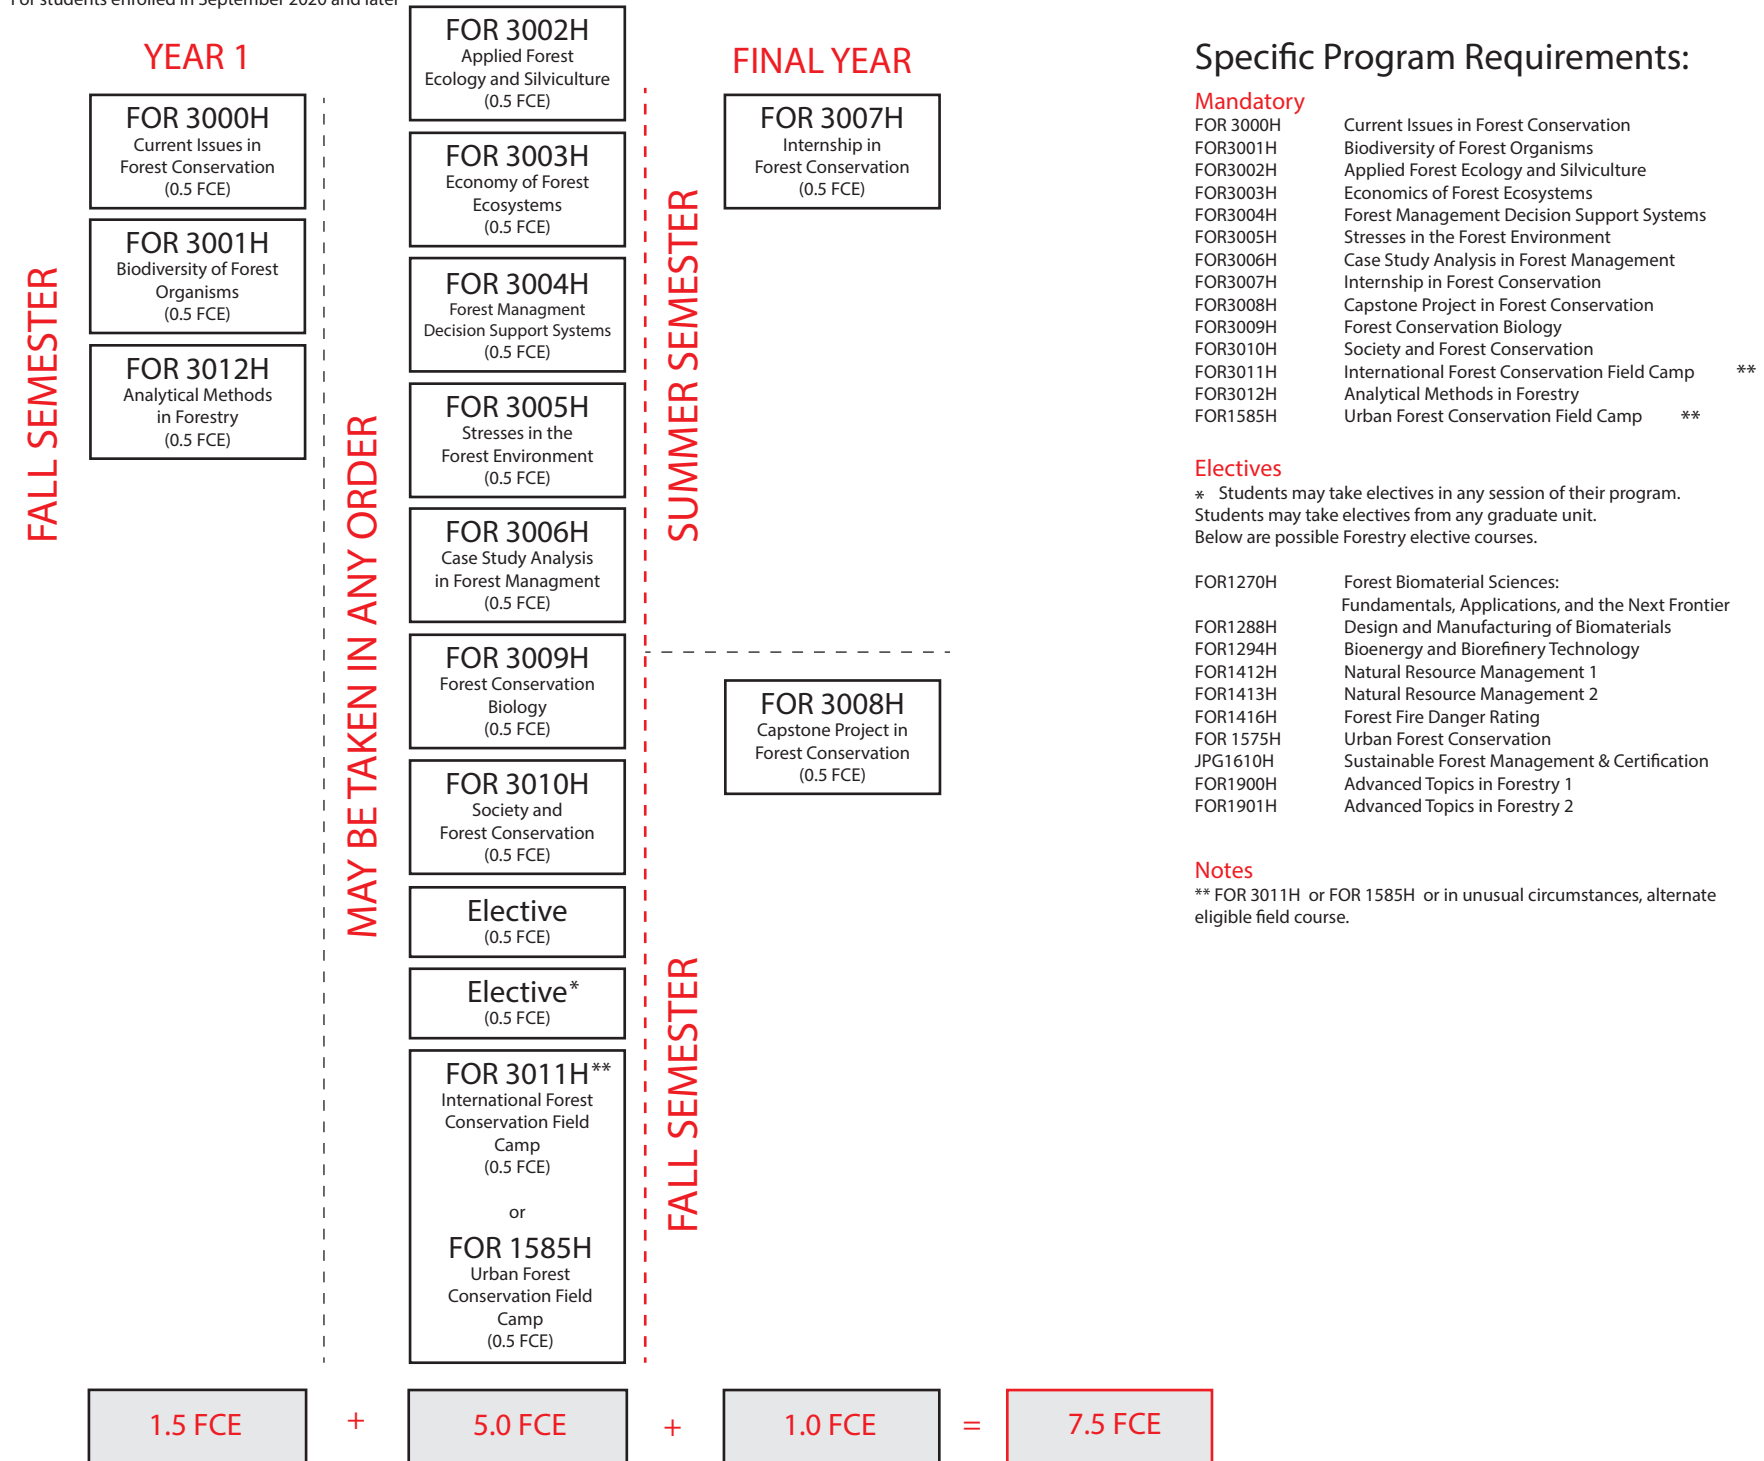 For students enrolled in September 2020 and later
YEAR 1
FALL SEMESTER
FOR 3000H
Current Issues in
Forest Conservation
(0.5 FCE)
FOR 3001H
Biodiversity of Forest
Organisms
(0.5 FCE)
FOR 3012H
Analytical Methods
in Forestry
(0.5 FCE)
MAY BE TAKEN IN ANY ORDER
FOR 3002H
Applied Forest
Ecology and Silviculture
(0.5 FCE)
FOR 3003H
Economy of Forest
Ecosystems
(0.5 FCE)
FOR 3004H
Forest Managment
Decision Support Systems
(0.5 FCE)
FOR 3005H
Stresses in the
Forest Environment
(0.5 FCE)
FOR 3006H
Case Study Analysis
in Forest Managment
(0.5 FCE)
FOR 3009H
Forest Conservation
Biology
(0.5 FCE)
FOR 3010H
Society and
Forest Conservation
(0.5 FCE)
Elective
(0.5 FCE)
Elective*
(0.5 FCE)
FOR 3011H**
International Forest
Conservation Field
Camp
(0.5 FCE)
or
FOR 1585H
Urban Forest
Conservation Field
Camp
(0.5 FCE)
FINAL YEAR
SUMMER SEMESTER
FOR 3007H
Internship in
Forest Conservation
(0.5 FCE)
FALL SEMESTER
FOR 3008H
Capstone Project in
Forest Conservation
(0.5 FCE)
1.5 FCE + 5.0 FCE + 1.0 FCE = 7.5 FCE
Specific Program Requirements:
Mandatory
FOR 3000H Current Issues in Forest Conservation
FOR3001H Biodiversity of Forest Organisms
FOR3002H Applied Forest Ecology and Silviculture
FOR3003H Economics of Forest Ecosystems
FOR3004H Forest Management Decision Support Systems
FOR3005H Stresses in the Forest Environment
FOR3006H Case Study Analysis in Forest Management
FOR3007H Internship in Forest Conservation
FOR3008H Capstone Project in Forest Conservation
FOR3009H Forest Conservation Biology
FOR3010H Society and Forest Conservation
FOR3011H International Forest Conservation Field Camp **
FOR3012H Analytical Methods in Forestry
FOR1585H Urban Forest Conservation Field Camp **
Electives
* Students may take electives in any session of their program.
Students may take electives from any graduate unit.
Below are possible Forestry elective courses.
FOR1270H Forest Biomaterial Sciences:
Fundamentals, Applications, and the Next Frontier
FOR1288H Design and Manufacturing of Biomaterials
FOR1294H Bioenergy and Biorefinery Technology
FOR1412H Natural Resource Management 1
FOR1413H Natural Resource Management 2
FOR1416H Forest Fire Danger Rating
FOR 1575H Urban Forest Conservation
JPG1610H Sustainable Forest Management & Certification
FOR1900H Advanced Topics in Forestry 1
FOR1901H Advanced Topics in Forestry 2
Notes
** FOR 3011H or FOR 1585H or in unusual circumstances, alternate
eligible field course.